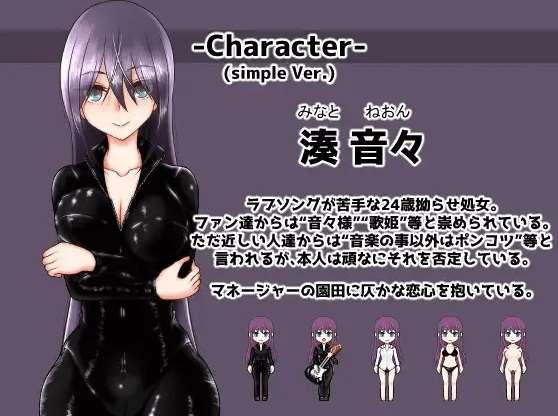 -Character-
(simple Ver.)
みなと ねおん
湊 音々
ラブソングが苦手な24歳拗らせ処女。
ファン達からは“音々様”“歌姫”等と崇められている。
ただ近しい人達からは“音楽の事以外はポンコツ”等と
言われるが、本人は頑なにそれを否定している。
マネージャーの園田に仄かな恋心を抱いている。